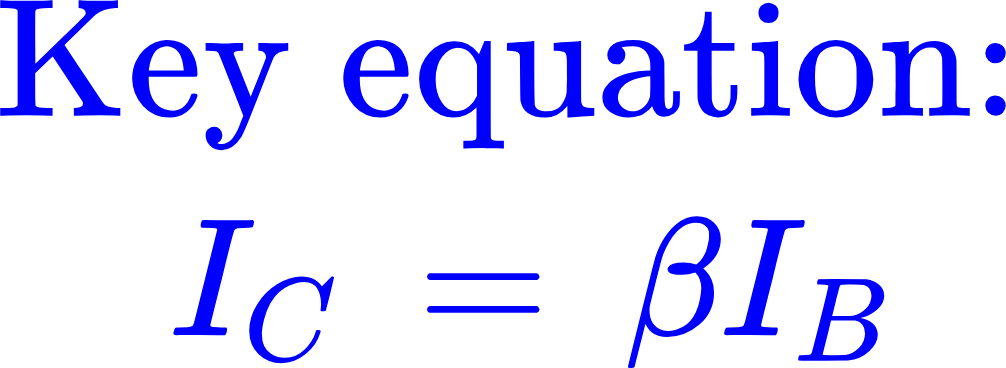 Key equation:
I_C = βI_B